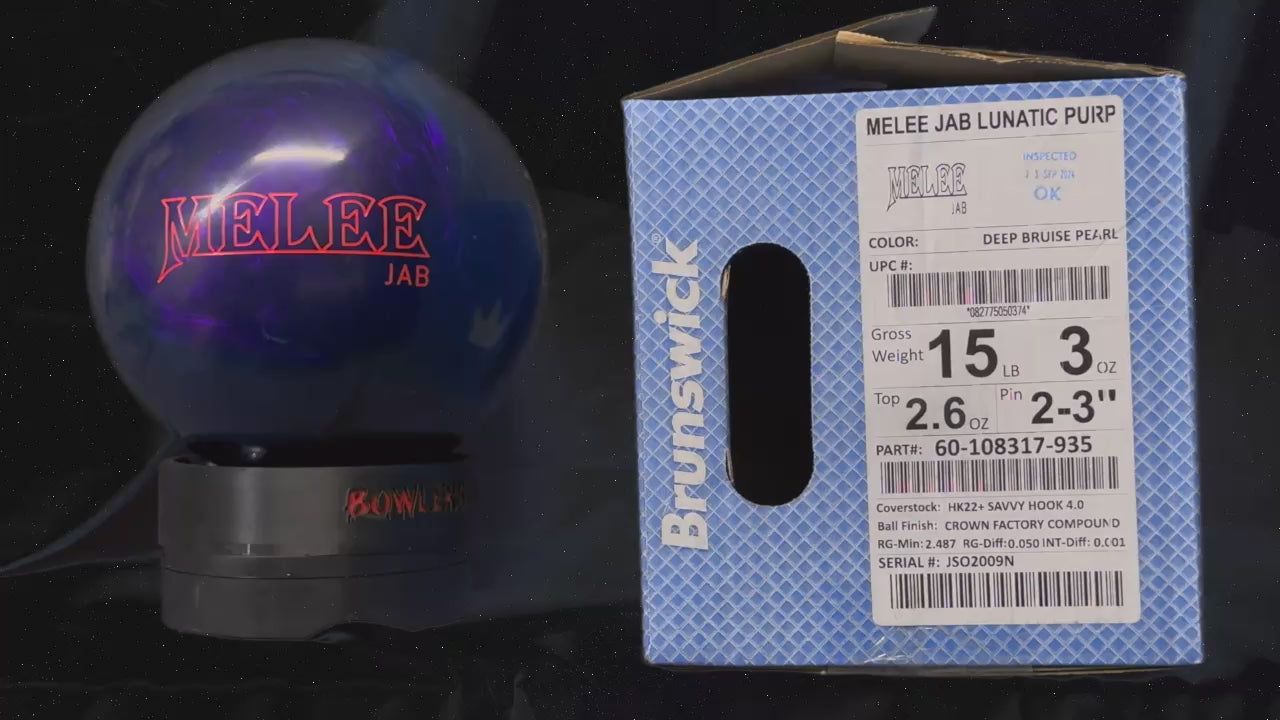 MELEE
JAB
Brunswick®
MELEE JAB LUNATIC PURP
MELEE
JAB
INSPECTED
SEP 2024
OK
COLOR: DEEP BRUISE PEARL
UPC #:
*082775050374*
Gross
Weight 15 LB 3 OZ
Top 2.6 OZ Pin 2-3"
PART#: 60-108317-935
Coverstock: HK22+ SAVVY HOOK 4.0
Ball Finish: CROWN FACTORY COMPOUND
RG-Min: 2.487 RG-Diff: 0.050 INT-Diff: 0.001
SERIAL #: JSO2009N